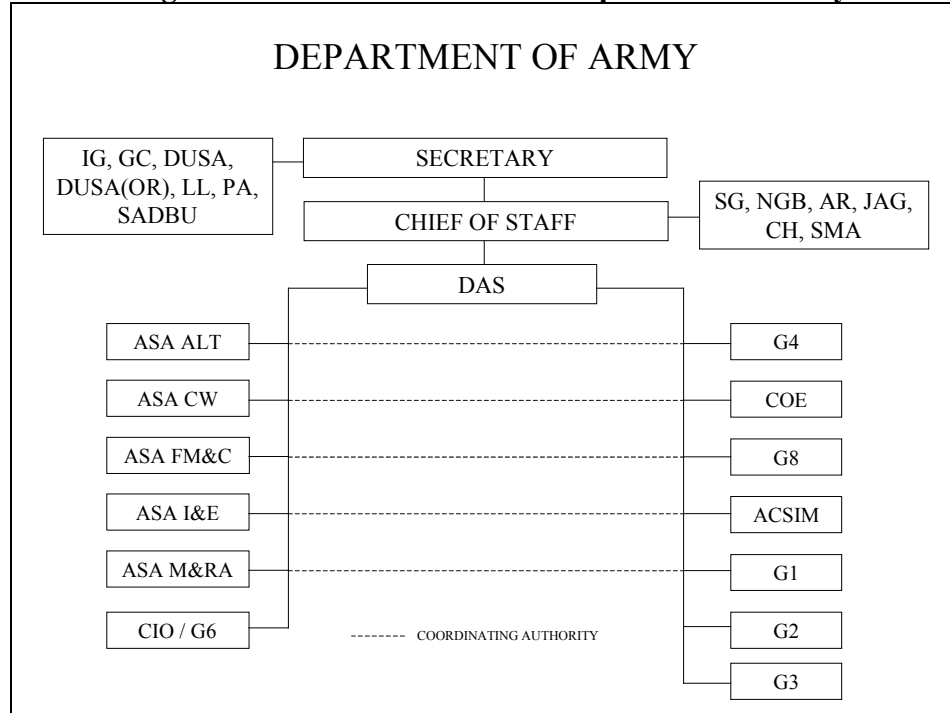 DEPARTMENT OF ARMY
IG, GC, DUSA,
DUSA(OR), LL, PA,
SADBU
SECRETARY
CHIEF OF STAFF
SG, NGB, AR, JAG,
CH, SMA
DAS
ASA ALT
G4
ASA CW
COE
ASA FM&C
G8
ASA I&E
ACSIM
ASA M&RA
G1
CIO / G6
COORDINATING AUTHORITY
G2
G3